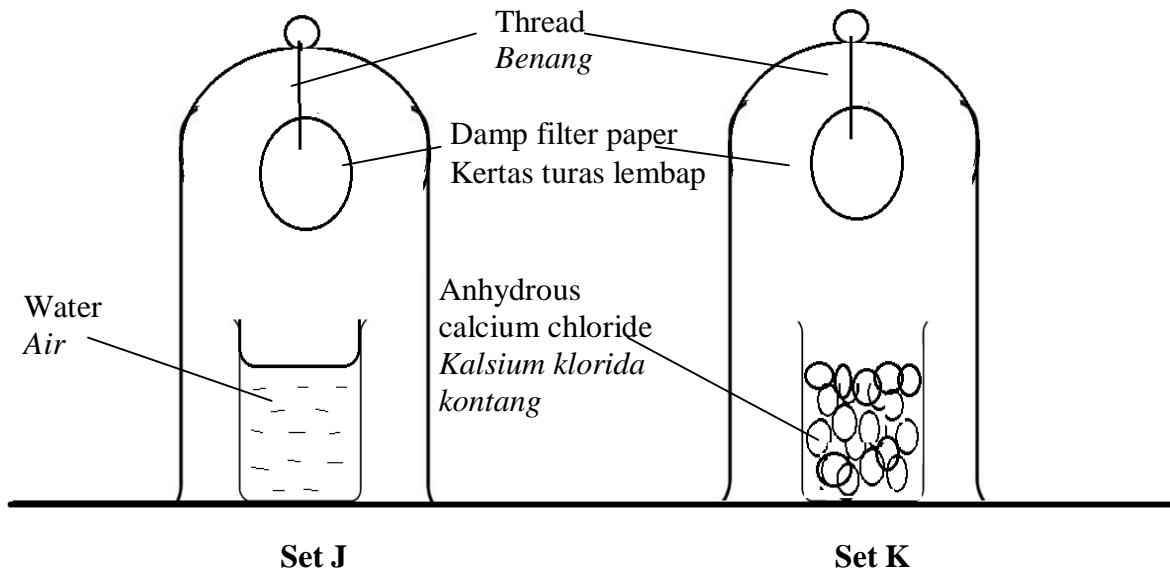 Thread
Benang
Damp filter paper
Kertas turas lembap
Water
Air
Anhydrous
calcium chloride
Kalsium klorida
kontang
Set J
Set K